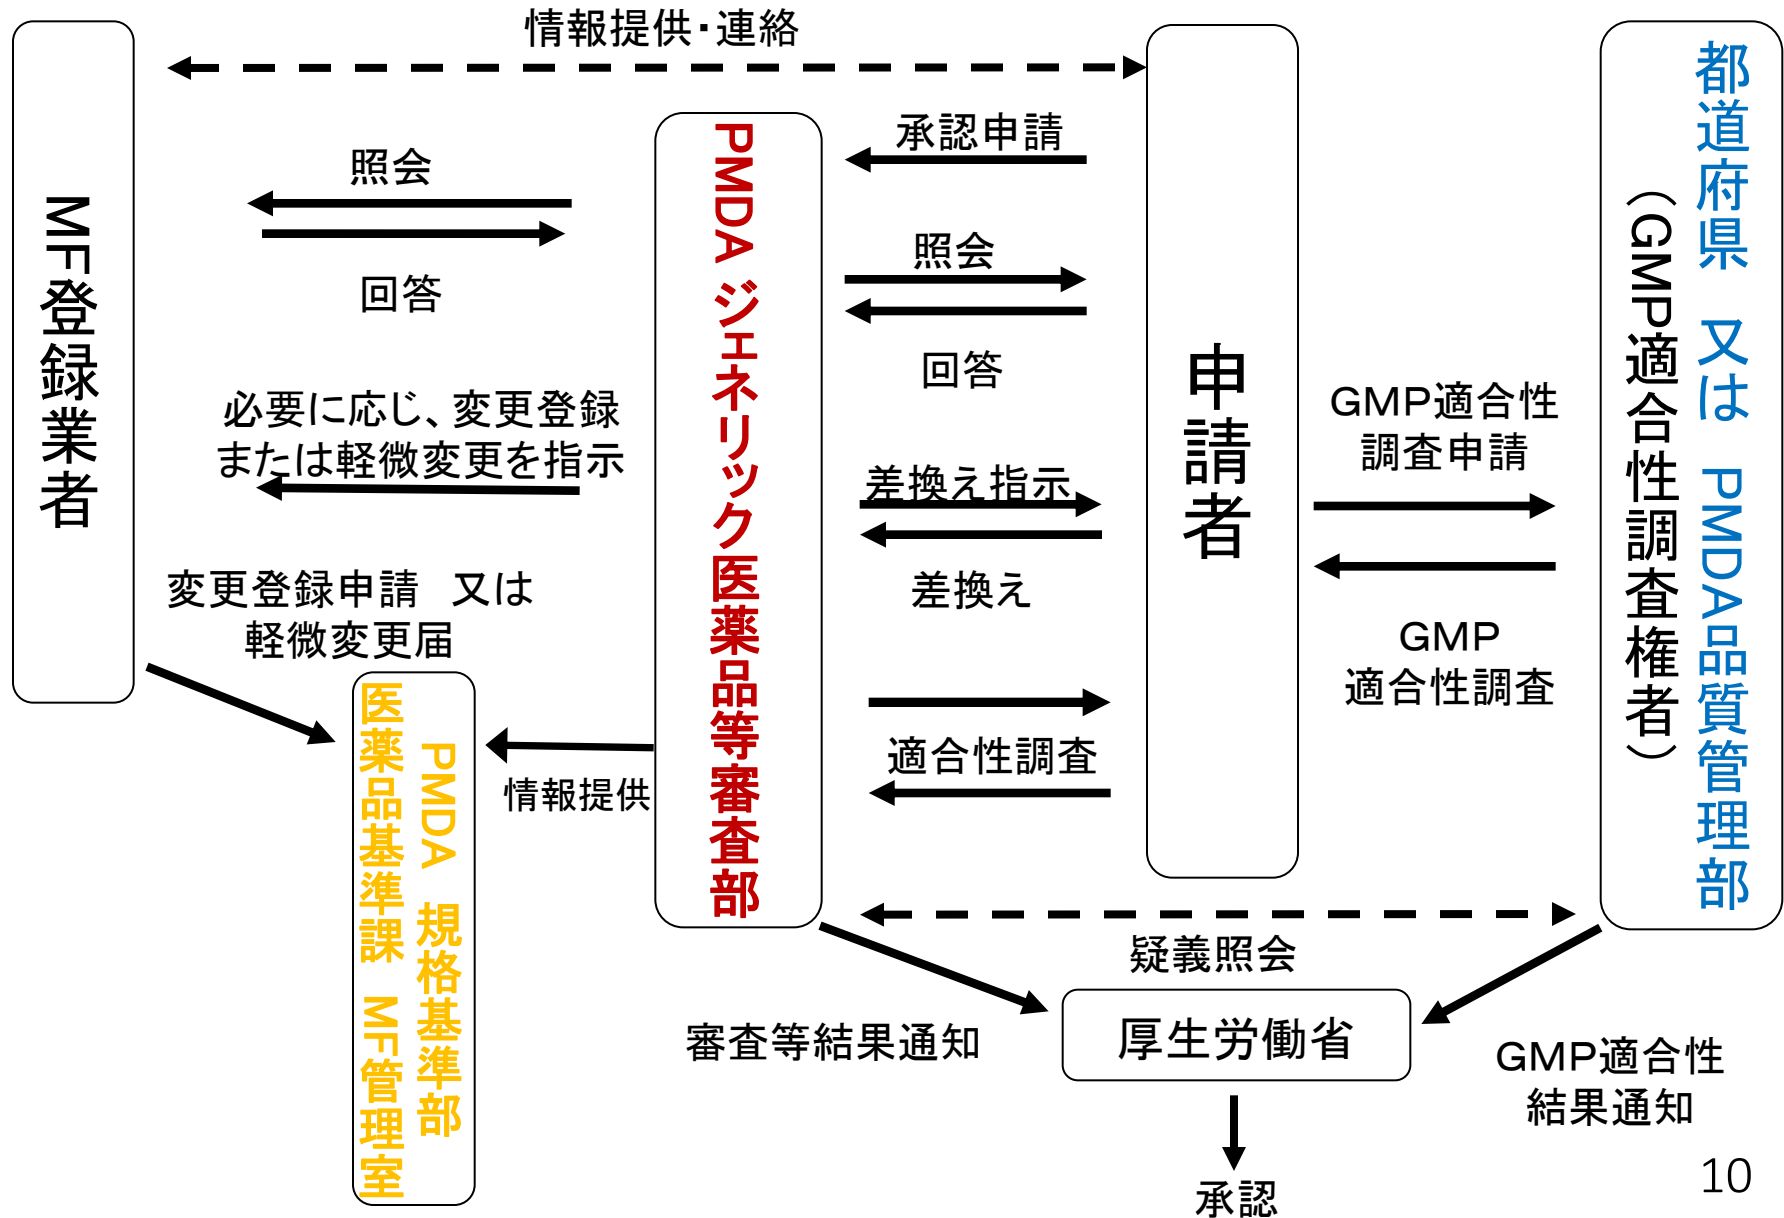 情報提供・連絡
MF登録業者
照会
回答
必要に応じ、変更登録
または軽微変更を指示
変更登録申請　又は
軽微変更届
PMDA　規格基準部
医薬品基準課　MF管理室
情報提供
PMDA ジェネリック医薬品等審査部
承認申請
照会
回答
差換え指示
差換え
適合性調査
申請者
GMP適合性
調査申請
GMP
適合性調査
都道府県　又は　PMDA品質管理部
（GMP適合性調査権者）
疑義照会
審査等結果通知
厚生労働省
GMP適合性
結果通知
承認
10